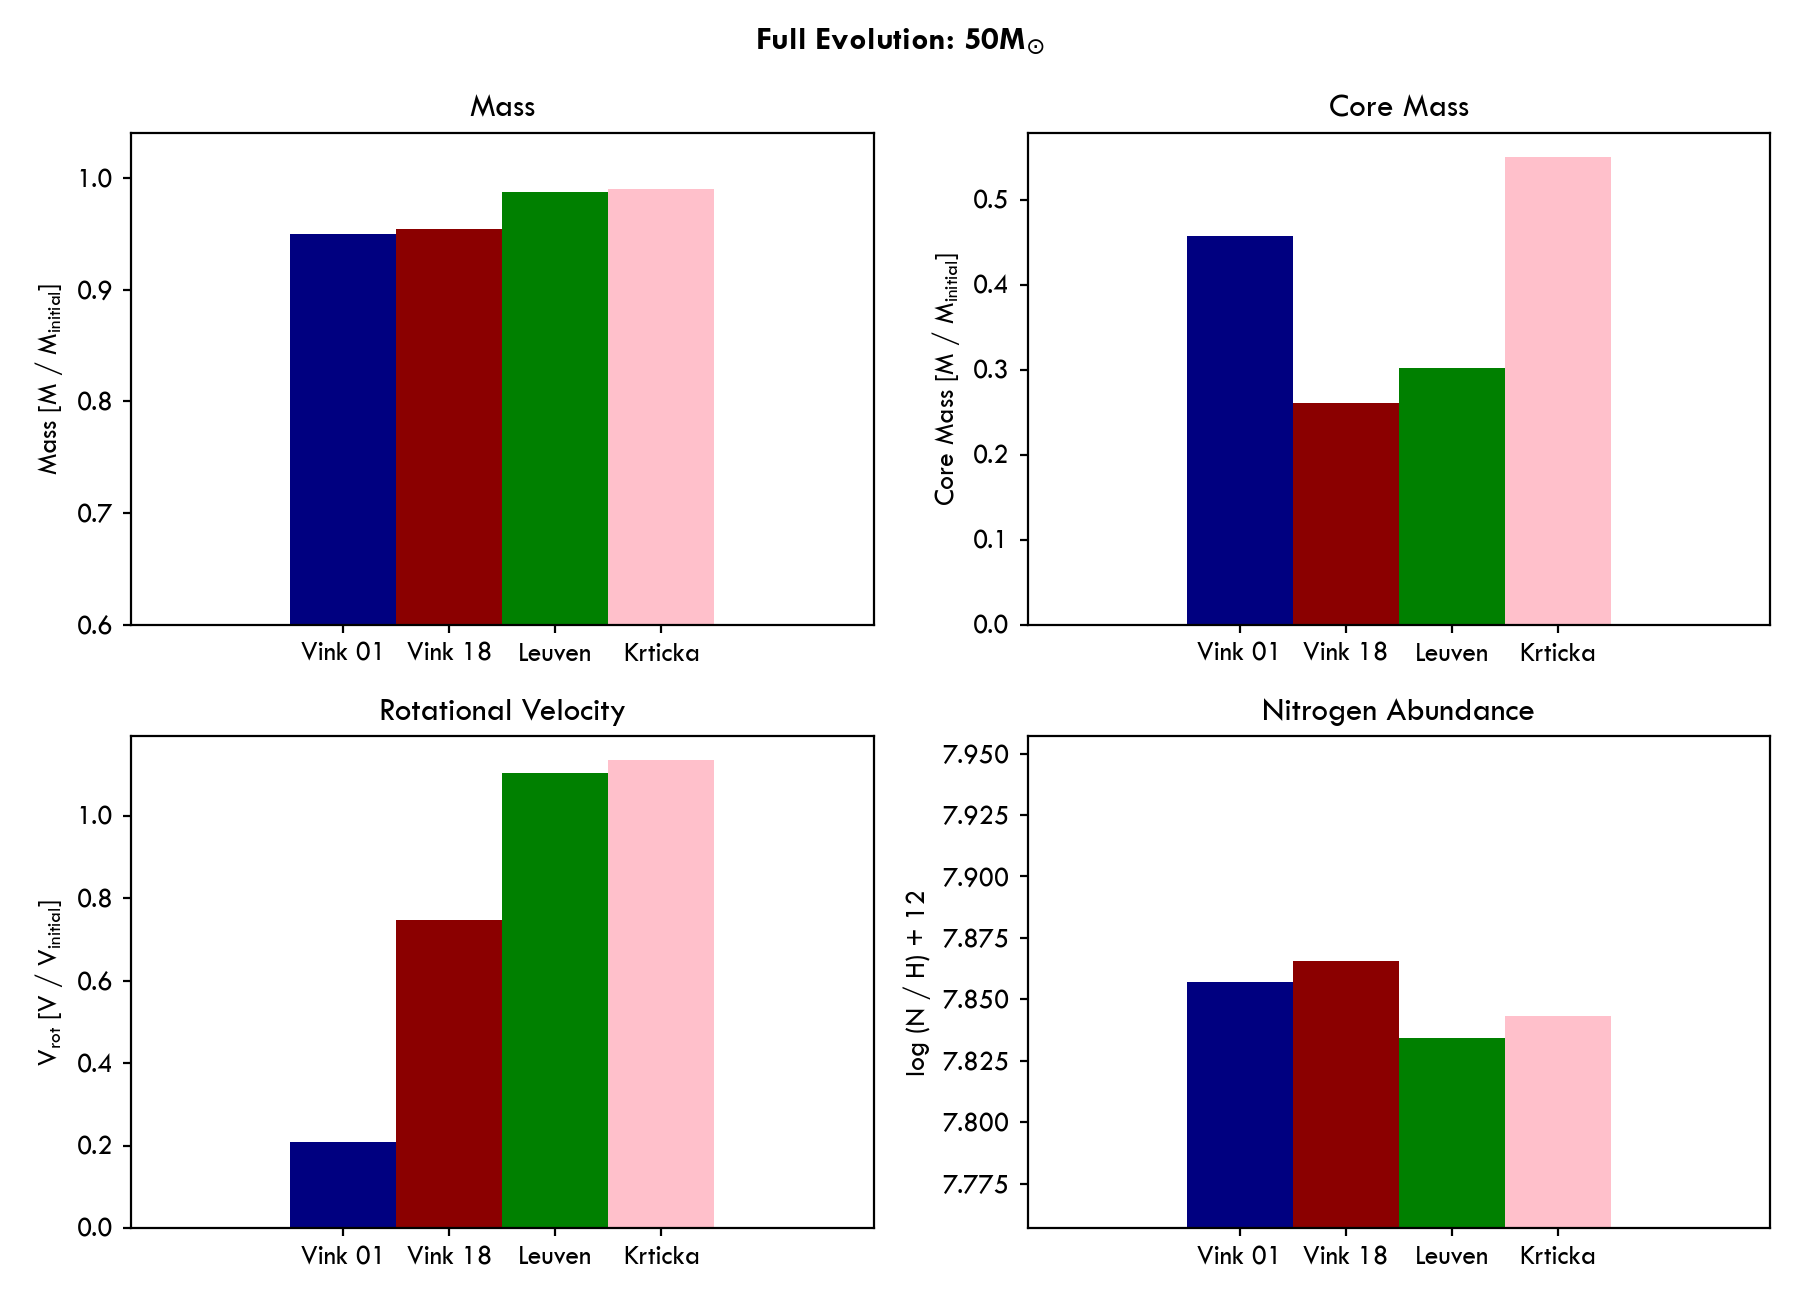 Full Evolution: 50M☉
Mass
Mass [M / Minitial]
1.0
0.9
0.8
0.7
0.6
Vink 01 Vink 18 Leuven Krticka
Core Mass
Core Mass [M / Minitial]
0.5
0.4
0.3
0.2
0.1
0.0
Vink 01 Vink 18 Leuven Krticka
Rotational Velocity
Vrot [V / Vinitial]
1.0
0.8
0.6
0.4
0.2
0.0
Vink 01 Vink 18 Leuven Krticka
Nitrogen Abundance
log (N / H) + 12
7.950
7.925
7.900
7.875
7.850
7.825
7.800
7.775
Vink 01 Vink 18 Leuven Krticka